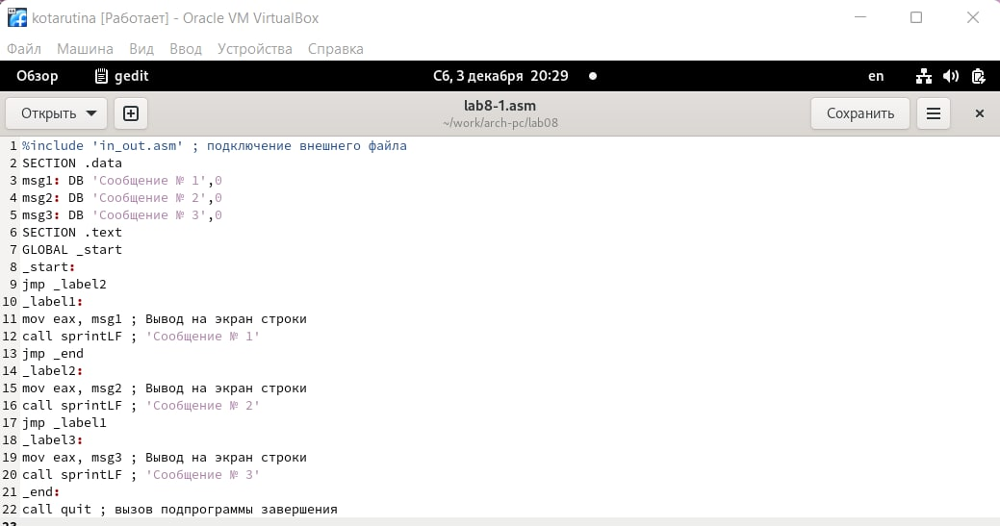 kotarutina [Работает] - Oracle VM VirtualBox
Файл Машина Вид Ввод Устройства Справка
Обзор gedit Сб, 3 декабря 20:29 en
Открыть lab8-1.asm Сохранить
~/work/arch-pc/lab08
1 %include 'in_out.asm' ; подключение внешнего файла
2 SECTION .data
3 msg1: DB 'Сообщение № 1',0
4 msg2: DB 'Сообщение № 2',0
5 msg3: DB 'Сообщение № 3',0
6 SECTION .text
7 GLOBAL _start
8 _start:
9 jmp _label2
10 _label1:
11 mov eax, msg1 ; Вывод на экран строки
12 call sprintLF ; 'Сообщение № 1'
13 jmp _end
14 _label2:
15 mov eax, msg2 ; Вывод на экран строки
16 call sprintLF ; 'Сообщение № 2'
17 jmp _label1
18 _label3:
19 mov eax, msg3 ; Вывод на экран строки
20 call sprintLF ; 'Сообщение № 3'
21 _end:
22 call quit ; вызов подпрограммы завершения
23